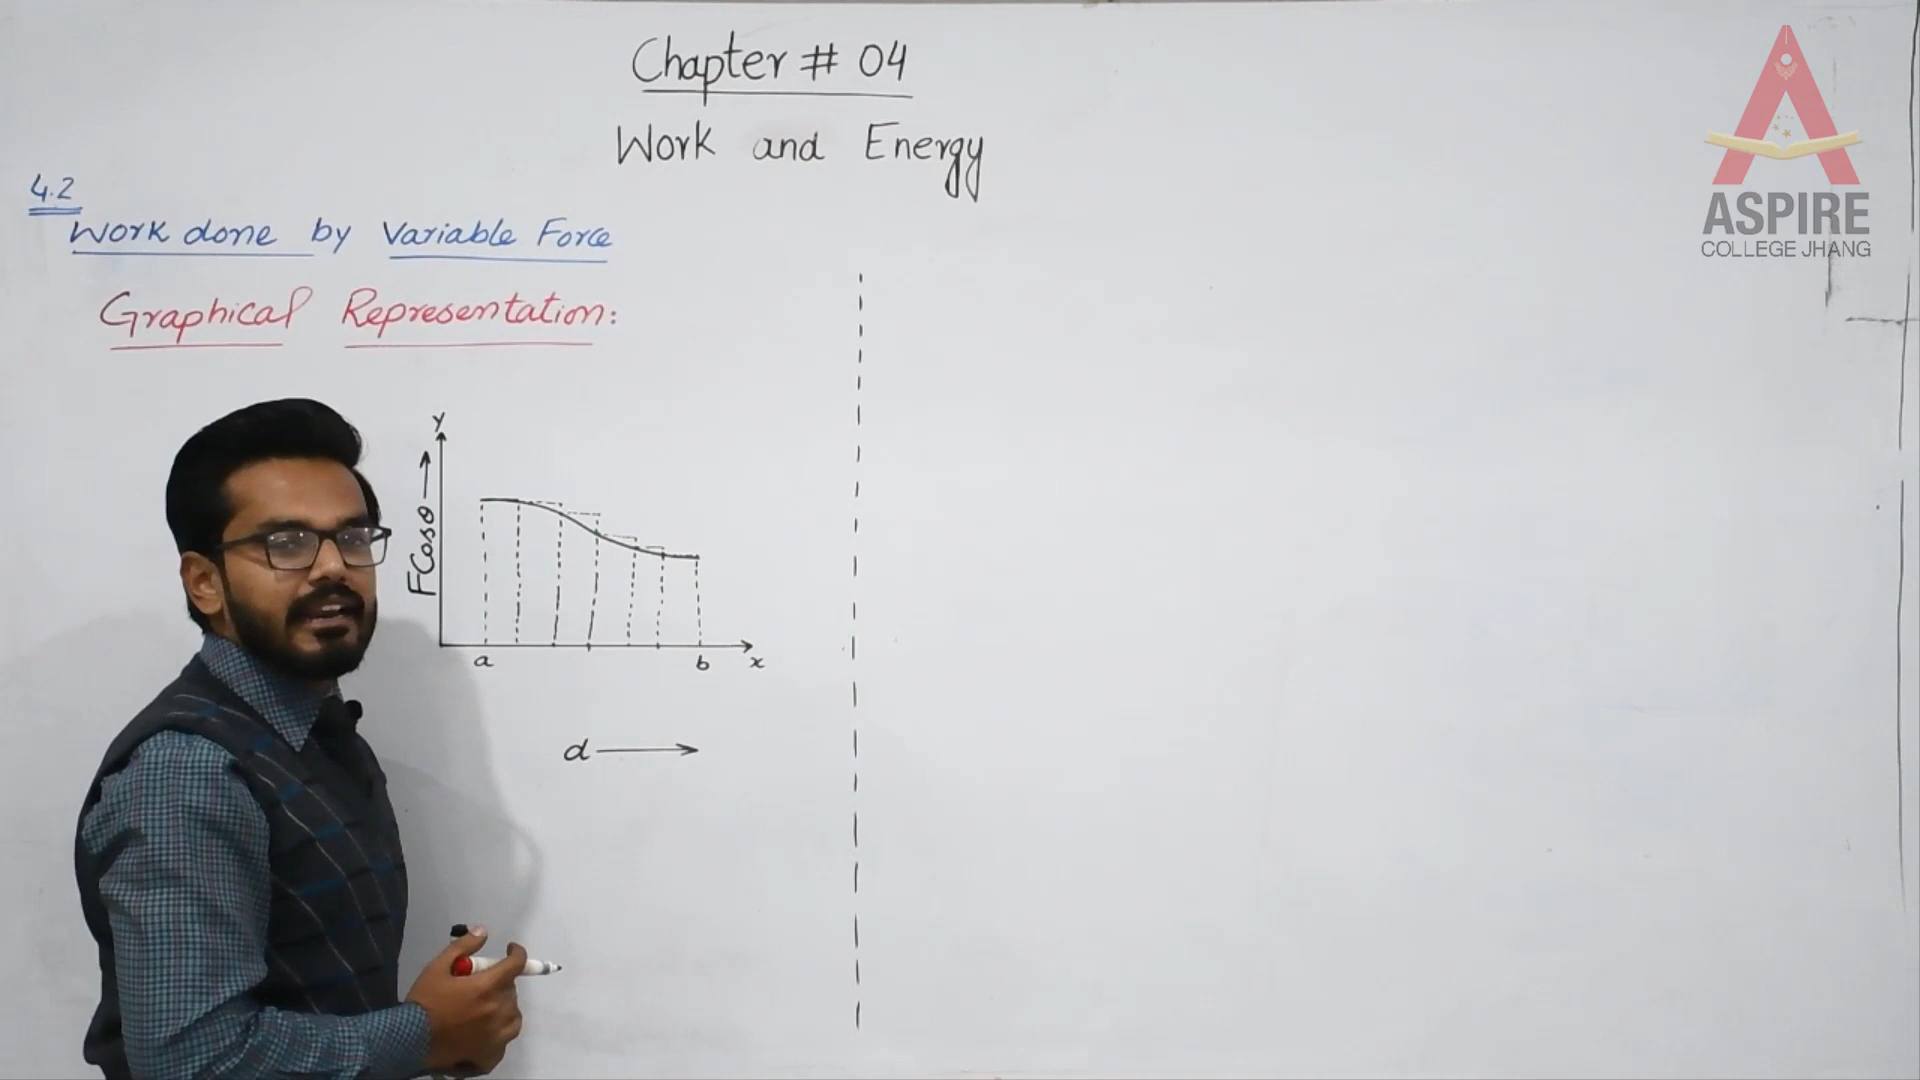 Chapter # 04
Work and Energy
4.2
Work done by Variable Force
Graphical Representation:
Y
FCosθ →
a
b
x
d →
ASPIRE
COLLEGE JHANG